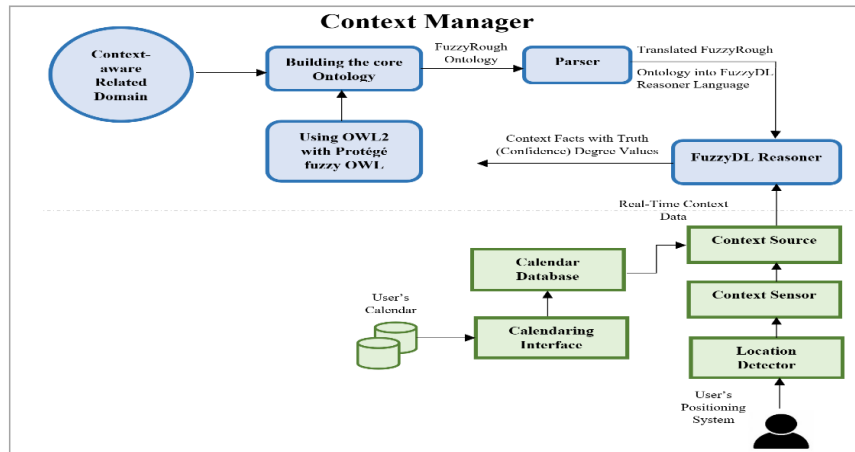 Context Manager
Context-
aware
Related
Domain
Building the core
Ontology
FuzzyRough
Ontology
Parser
Translated FuzzyRough
Ontology into FuzzyDL
Reasoner Language
Using OWL2
with Protégé
fuzzy OWL
Context Facts with Truth
(Confidence) Degree Values
FuzzyDL Reasoner
Real-Time Context
Data
Calendar
Database
Context Source
User's
Calendar
Context Sensor
Calendaring
Interface
Location
Detector
User's
Positioning
System